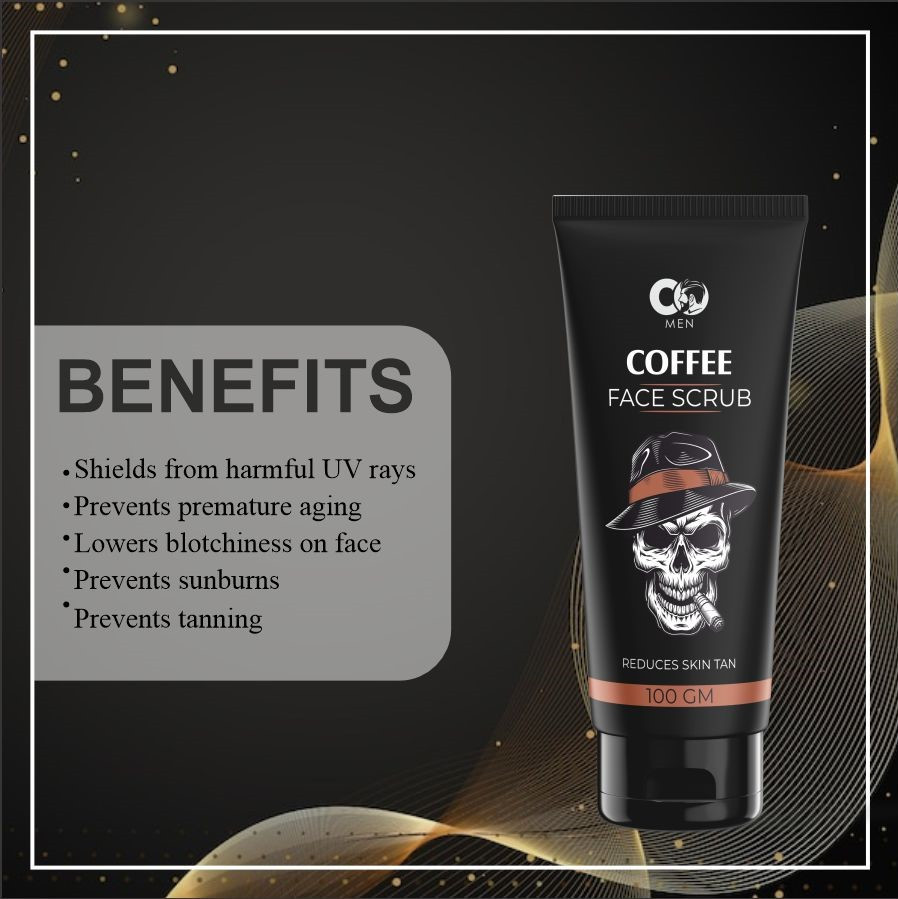 BENEFITS
• Shields from harmful UV rays
• Prevents premature aging
• Lowers blotchiness on face
• Prevents sunburns
• Prevents tanning
CO
MEN
COFFEE
FACE SCRUB
REDUCES SKIN TAN
100 GM